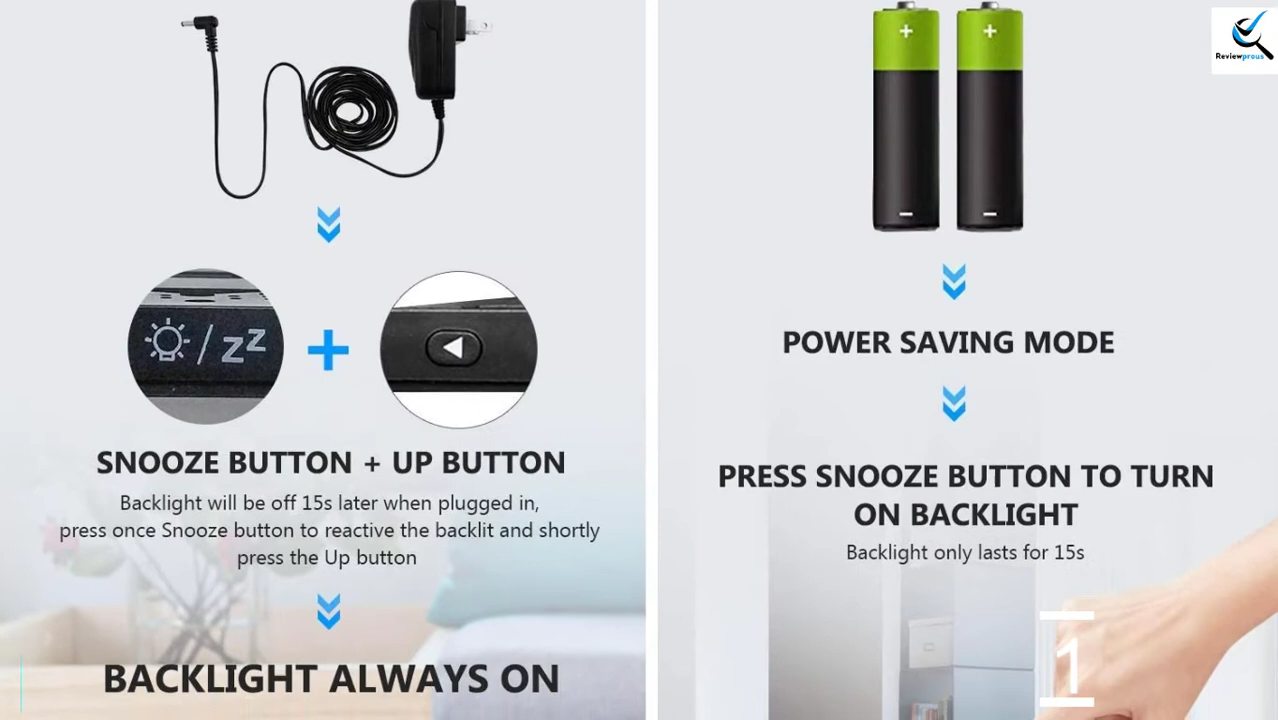 Reviewprous
+ +
zz
SNOOZE BUTTON + UP BUTTON
Backlight will be off 15s later when plugged in,
press once Snooze button to reactive the backlit and shortly
press the Up button
BACKLIGHT ALWAYS ON
POWER SAVING MODE
PRESS SNOOZE BUTTON TO TURN
ON BACKLIGHT
Backlight only lasts for 15s
1